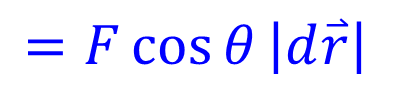 = F cos θ |dr⃗|